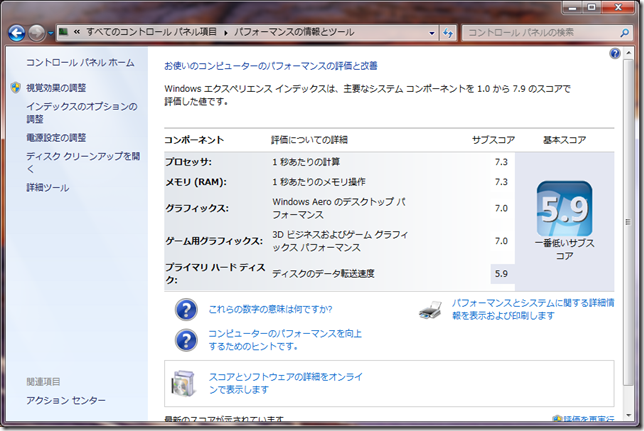 « すべてのコントロール パネル項目 ▸ パフォーマンスの情報とツール
コントロール パネルの検索
コントロール パネル ホーム
視覚効果の調整
インデックスのオプションの
調整
電源設定の調整
ディスク クリーンアップを開
く
詳細ツール
関連項目
アクション センター
お使いのコンピューターのパフォーマンスの評価と改善
Windows エクスペリエンス インデックスは、主要なシステム コンポーネントを 1.0 から 7.9 のスコアで
評価した値です。
コンポーネント 評価についての詳細 サブスコア 基本スコア
プロセッサ: 1 秒あたりの計算 7.3
メモリ (RAM): 1 秒あたりのメモリ操作 7.3
グラフィックス: Windows Aero のデスクトップ パ
フォーマンス 7.0
ゲーム用グラフィックス: 3D ビジネスおよびゲーム グラフィ
ックス パフォーマンス 7.0
プライマリ ハード ディス
ク: ディスクのデータ転送速度 5.9
5.9
一番低いサブス
コア
これらの数字の意味は何ですか?
コンピューターのパフォーマンスを向上
するためのヒントです。
パフォーマンスとシステムに関する詳細情
報を表示および印刷します
スコアとソフトウェアの詳細をオンライ
ンで表示します
最新のスコアが示されています
評価を再実行